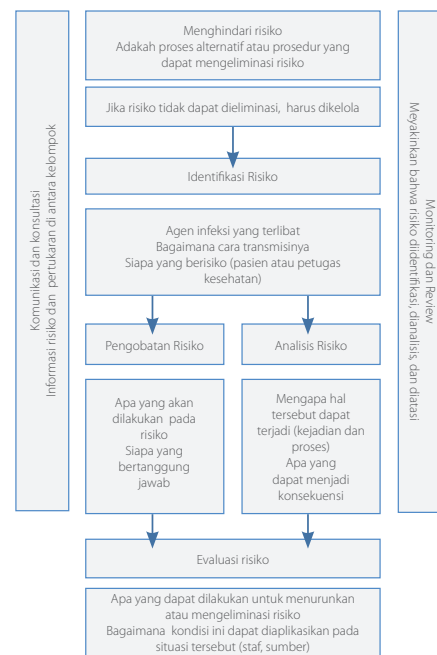 Menghindari risiko
Adakah proses alternatif atau prosedur yang
dapat mengeliminasi risiko
Jika risiko tidak dapat dieliminasi, harus dikelola
Identifikasi Risiko
Agen infeksi yang terlibat
Bagaimana cara transmisinya
Siapa yang berisiko (pasien atau petugas
kesehatan)
Pengobatan Risiko
Analisis Risiko
Apa yang akan
dilakukan pada
risiko
Siapa yang
bertanggung
jawab
Mengapa hal
tersebut dapat
terjadi (kejadian dan
proses)
Apa yang
dapat menjadi
konsekuensi
Evaluasi risiko
Apa yang dapat dilakukan untuk menurunkan
atau mengeliminasi risiko
Bagaimana kondisi ini dapat diaplikasikan pada
situasi tersebut (staf, sumber)
Komunikasi dan konsultasi
Informasi risiko dan pertukaran di antara kelompok
Monitoring dan Review
Meyakinkan bahwa risiko diidentifikasi, dianalisis, dan diatasi